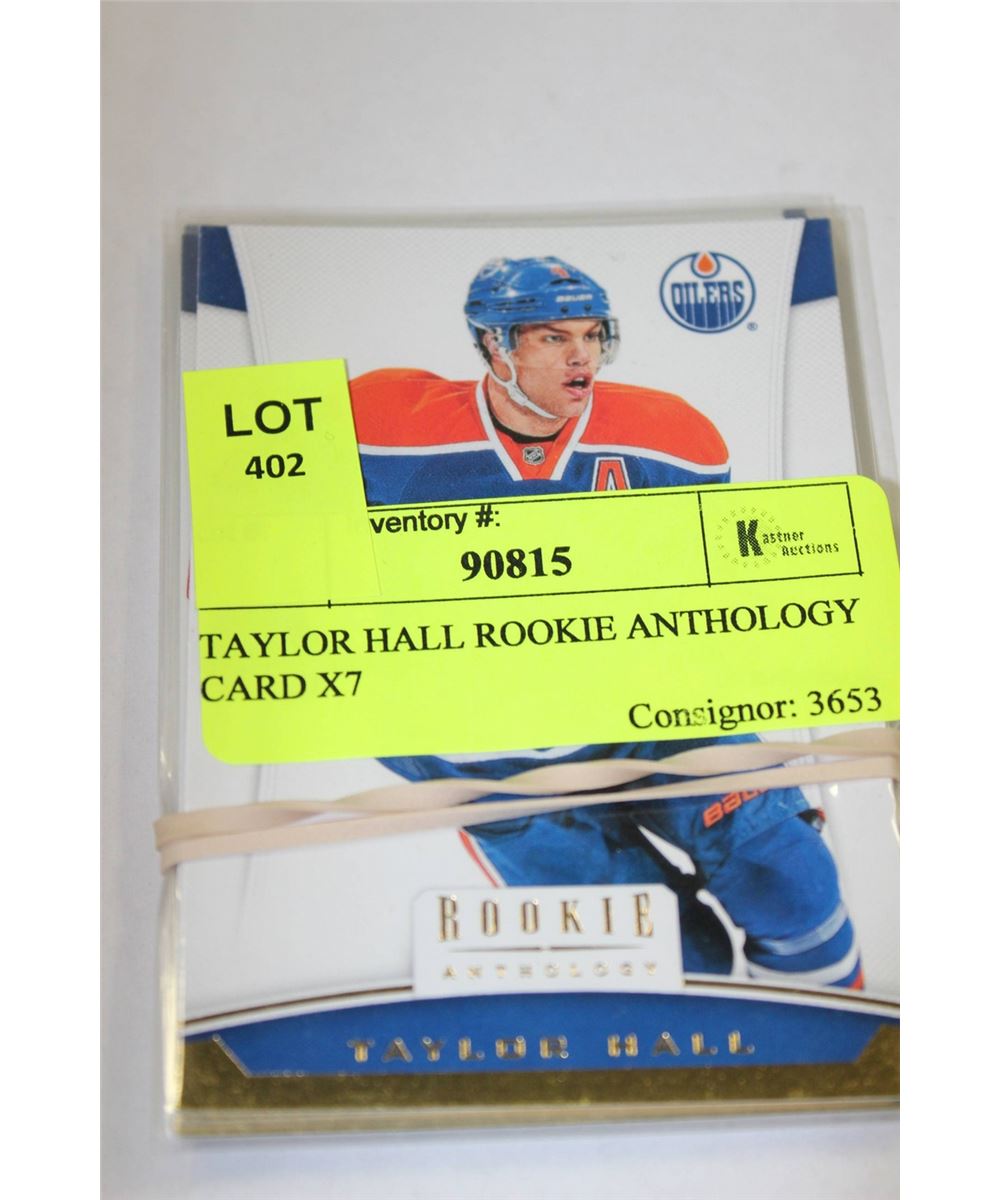 OILERS
BAUER
A
LOT
402
ventory #:
90815
Kastner
Auctions
TAYLOR HALL ROOKIE ANTHOLOGY
CARD X7
Consignor: 3653
ROOKIE
ANTHOLOGY
TAYLOR HALL